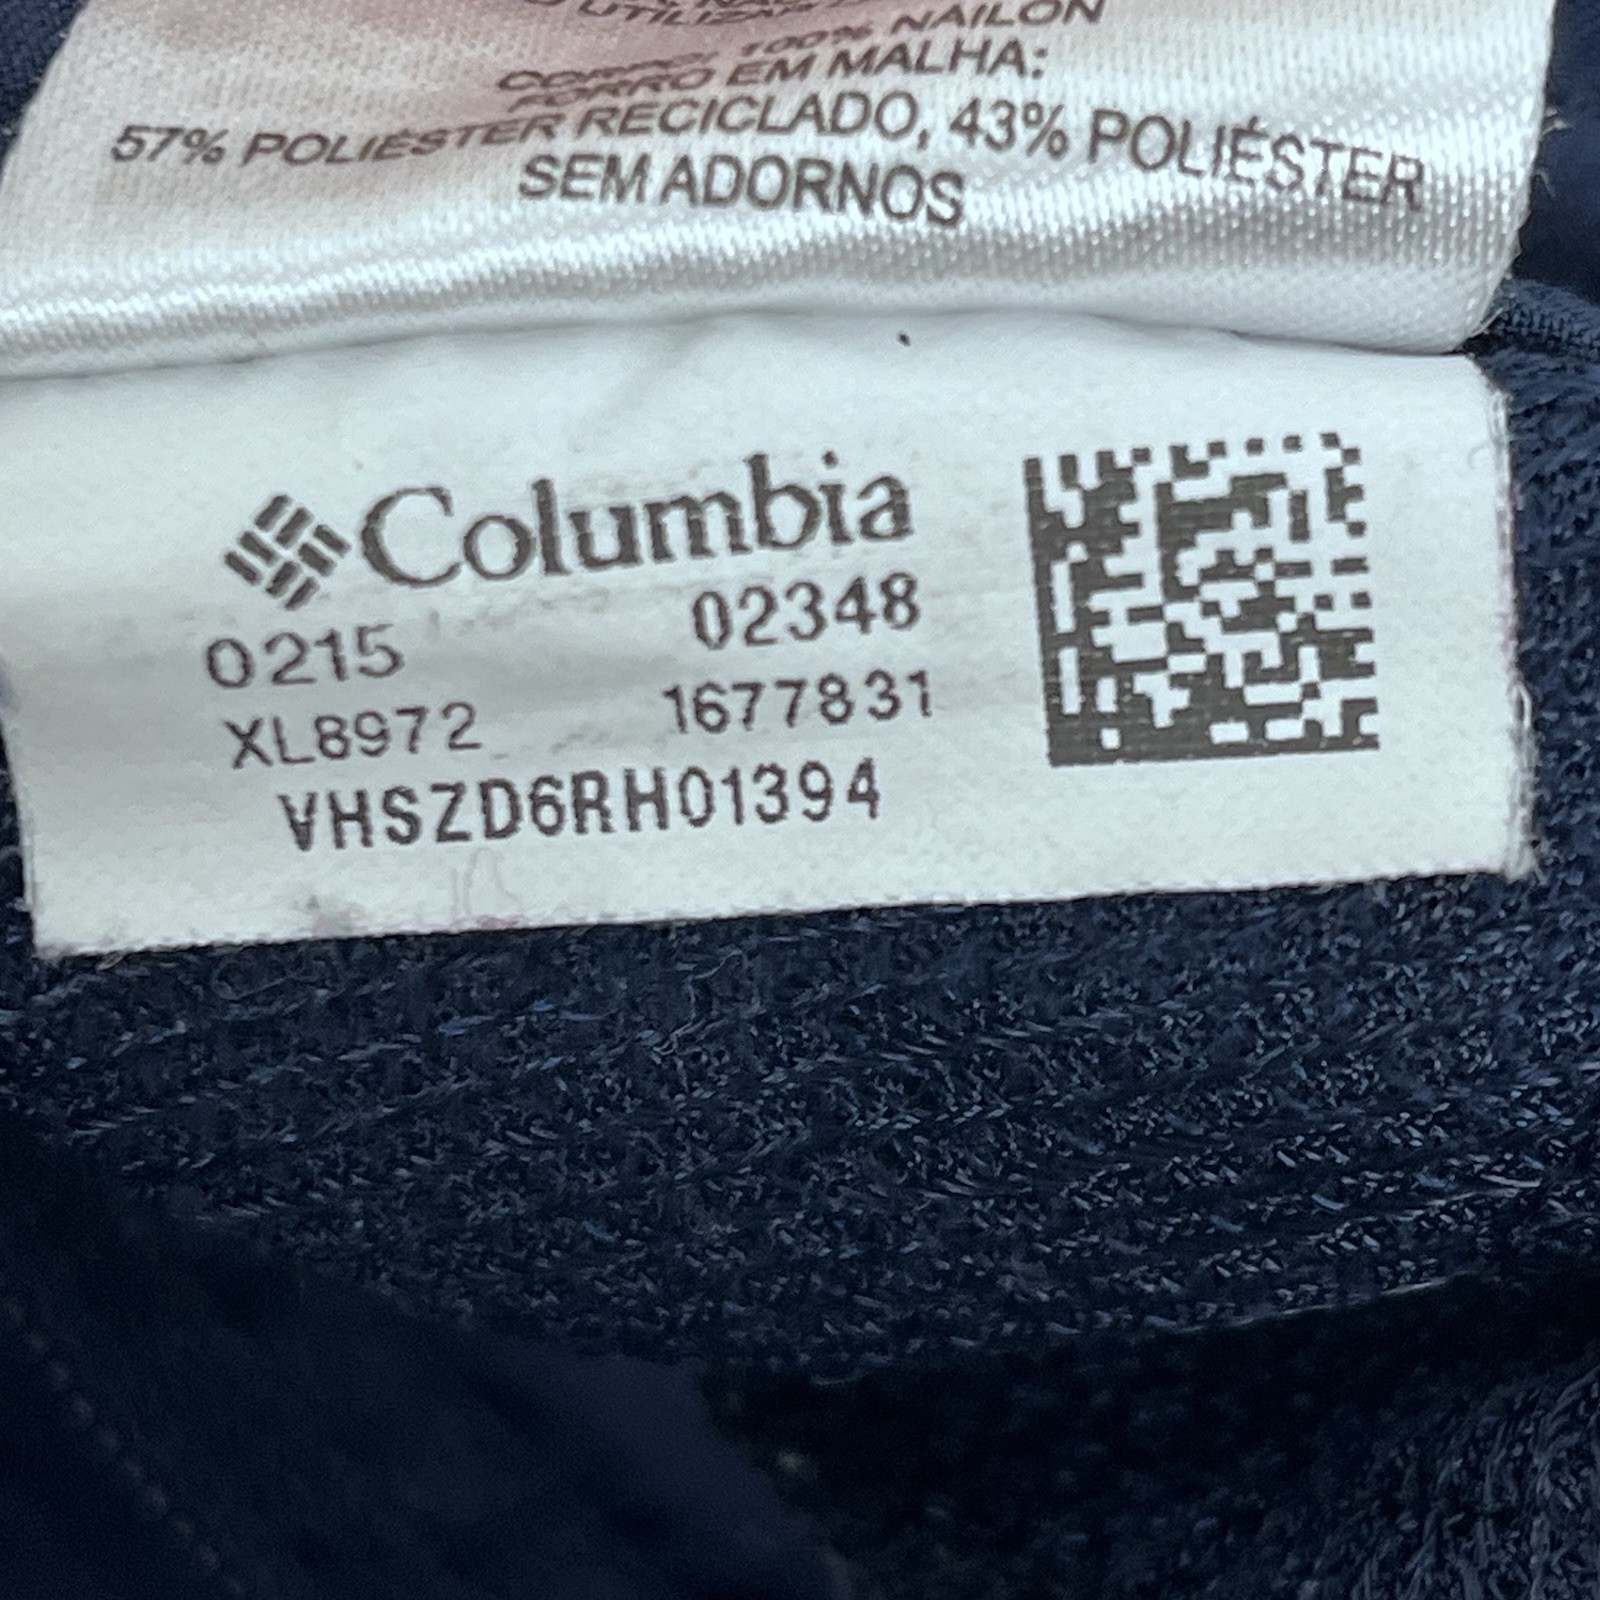 UTILIZAR
CORPO: 100% NAILON
FORRO EM MALHA:
57% POLIÉSTER RECICLADO, 43% POLIÉSTER
SEM ADORNOS
Columbia
0215 02348
XL8972 1677831
VHSZD6RH01394